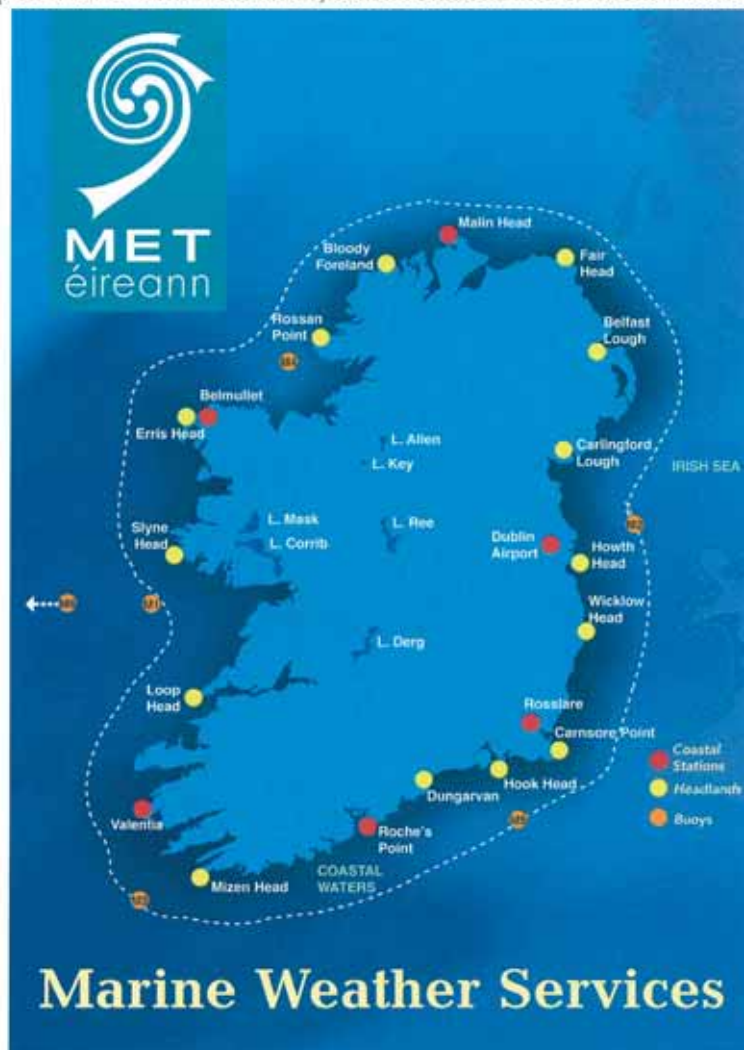 MET
éireann
Malin Head
Bloody
Foreland
Fair
Head
Rossan
Point
Belfast
Lough
Belmullet
Erris Head
L. Allen
L. Key
Carlingford
Lough
IRISH SEA
L. Mask
L. Ree
Slyne
Head
L. Corrib
Dublin
Airport
Howth
Head
Wicklow
Head
L. Derg
Loop
Head
Rosslare
Carnsore Point
Coastal
Stations
Hook Head
Headlands
Dungarvan
Valentia
Roche's
Point
Buoys
COASTAL
WATERS
Mizen Head
Marine Weather Services